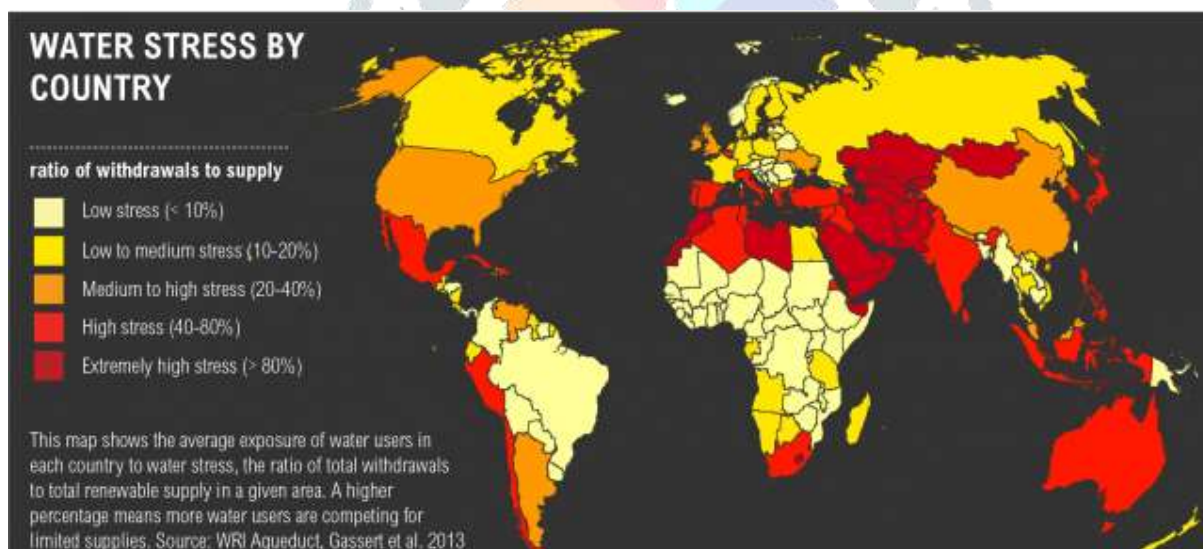 WATER STRESS BY
COUNTRY
ratio of withdrawals to supply
Low stress (< 10%)
Low to medium stress (10-20%)
Medium to high stress (20-40%)
High stress (40-80%)
Extremely high stress (> 80%)
This map shows the average exposure of water users in
each country to water stress, the ratio of total withdrawals
to total renewable supply in a given area. A higher
percentage means more water users are competing for
limited supplies. Source: WRI Aqueduct, Gassert et al. 2013